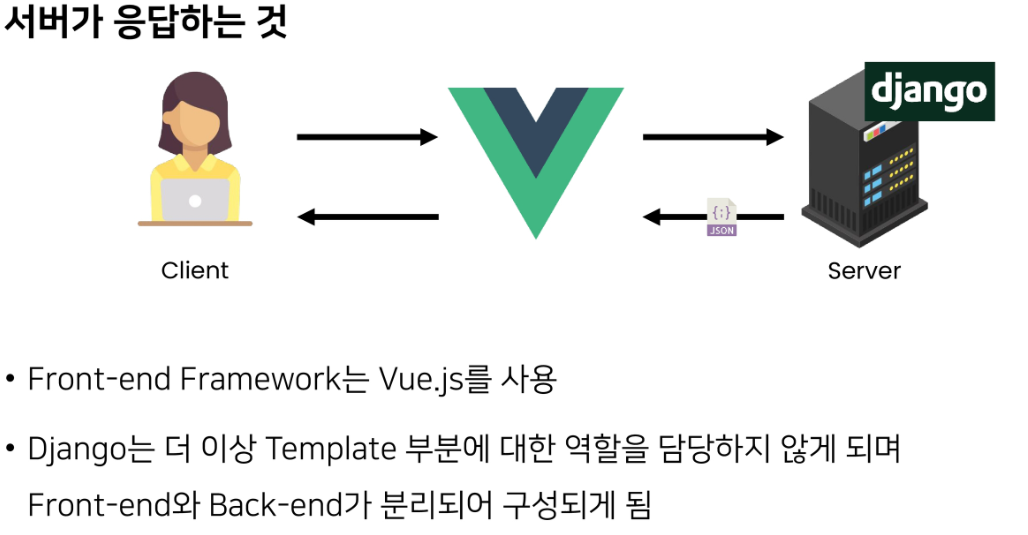 서버가 응답하는 것
django
{;}
JSON
Client
Server
• Front-end Framework는 Vue.js를 사용
• Django는 더 이상 Template 부분에 대한 역할을 담당하지 않게 되며
Front-end와 Back-end가 분리되어 구성되게 됨